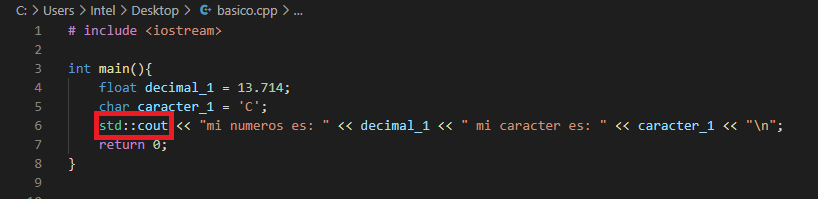 C: > Users > Intel > Desktop > basico.cpp > ...
1 # include <iostream>
2
3 int main(){
4     float decimal_1 = 13.714;
5     char caracter_1 = 'C';
6     std::cout << "mi numeros es: " << decimal_1 << " mi caracter es: " << caracter_1 << "\n";
7     return 0;
8 }
9